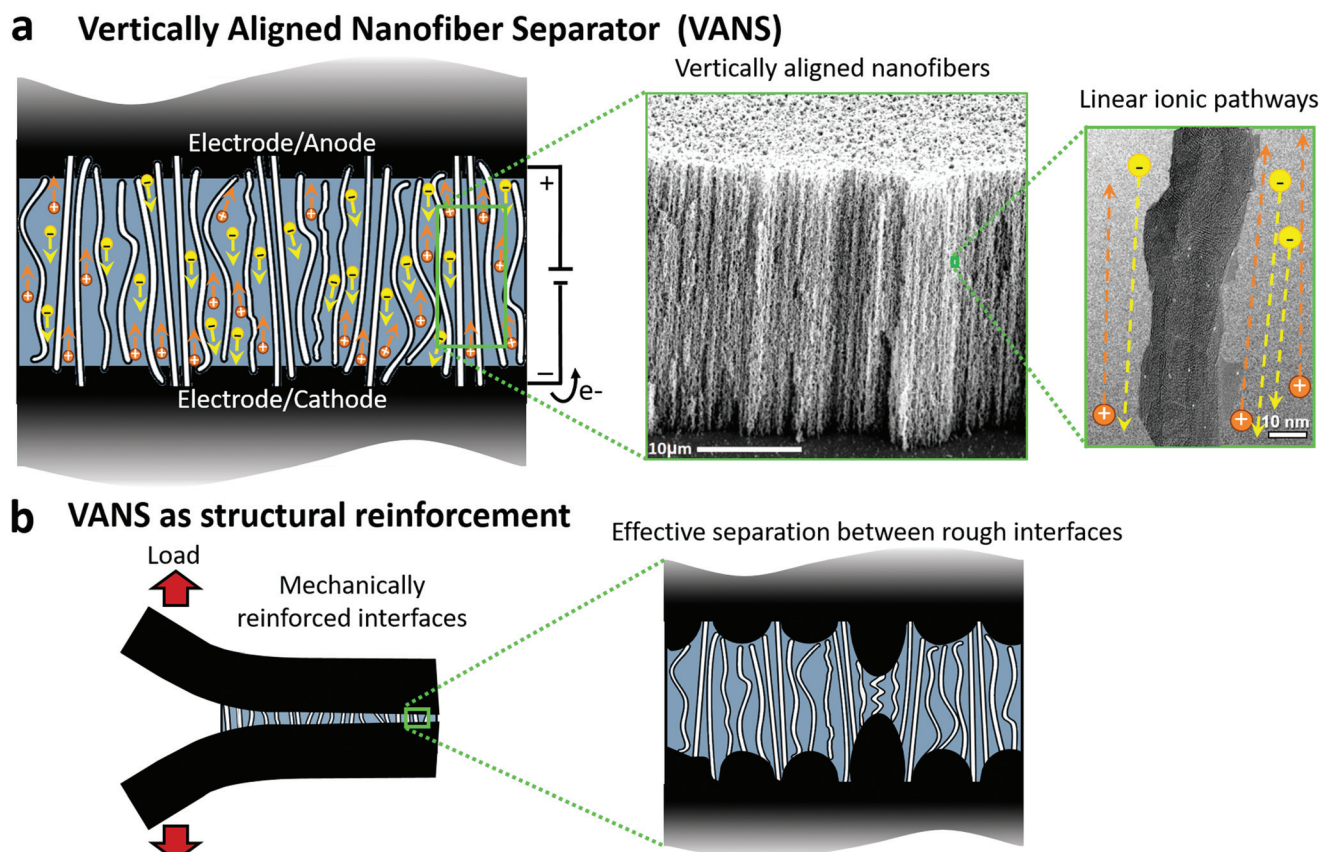 a Vertically Aligned Nanofiber Separator (VANS)
Vertically aligned nanofibers
Linear ionic pathways
Electrode/Anode
+
−
e-
Electrode/Cathode
10µm
10 nm
b VANS as structural reinforcement
Load
Mechanically
reinforced interfaces
Effective separation between rough interfaces